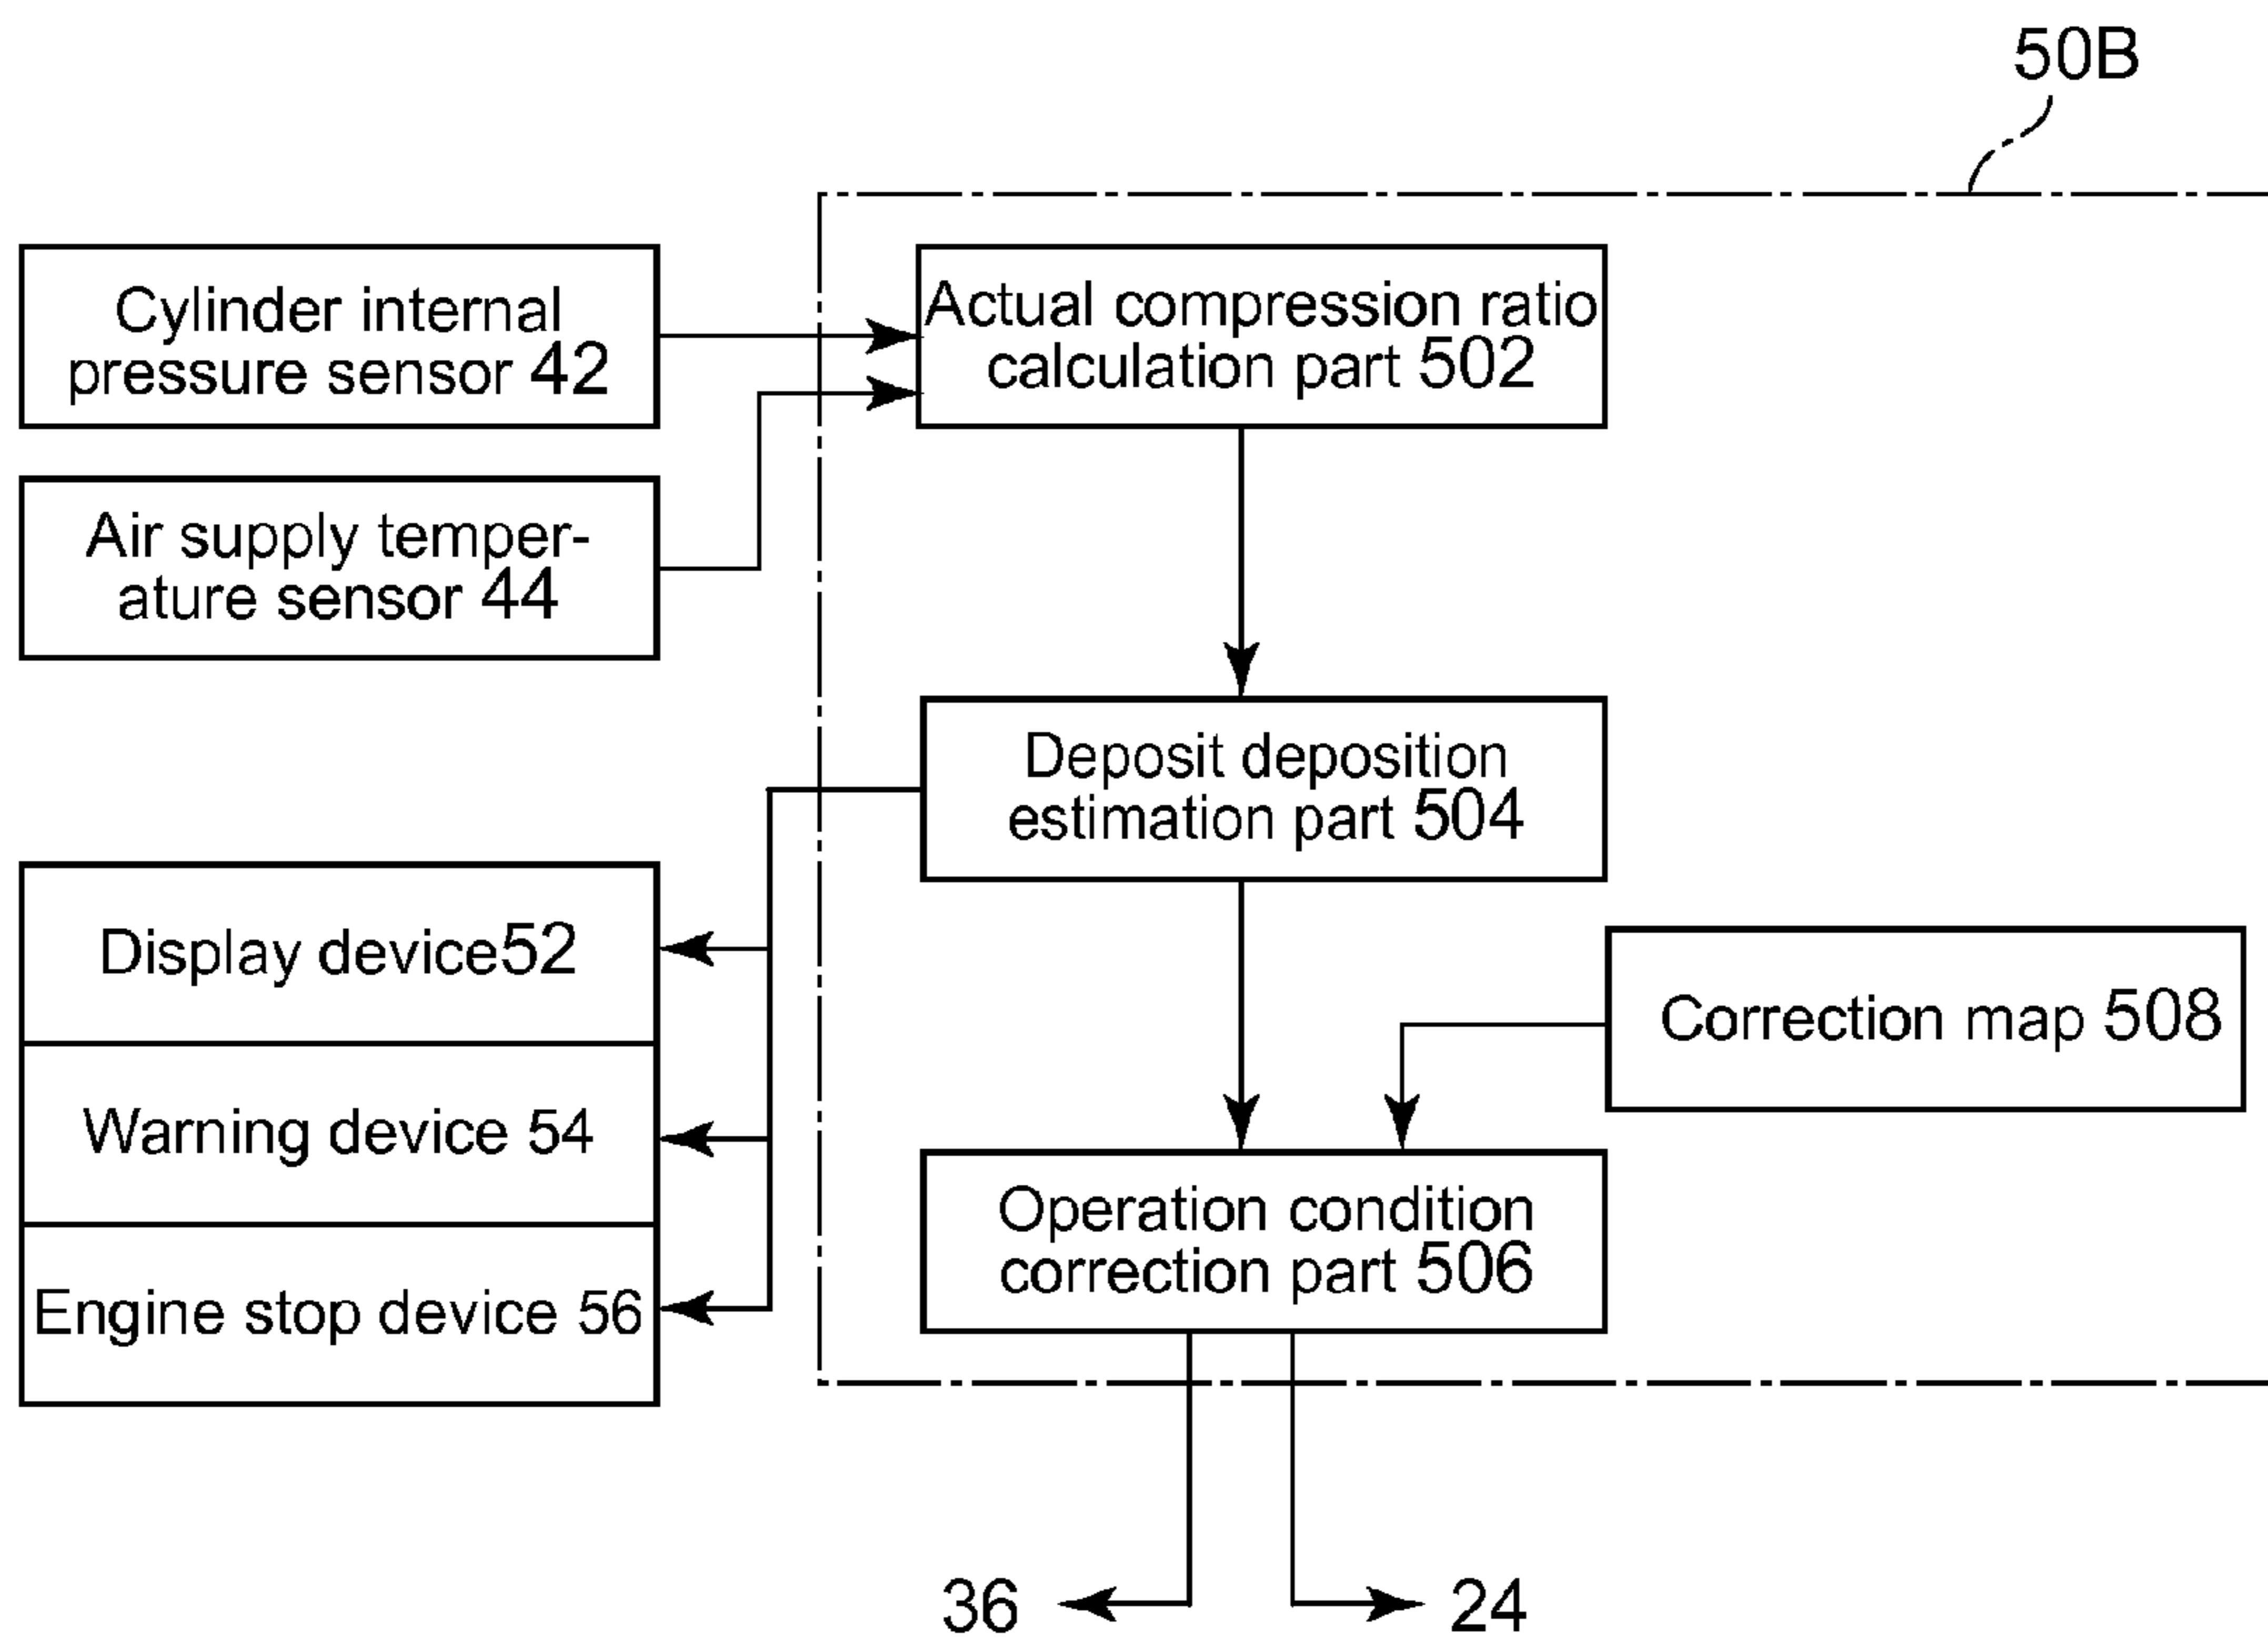 50B
Cylinder internal
pressure sensor 42
Actual compression ratio
calculation part 502
Air supply temper-
ature sensor 44
Deposit deposition
estimation part 504
Display device52
Warning device 54
Engine stop device 56
Correction map 508
Operation condition
correction part 506
36
24